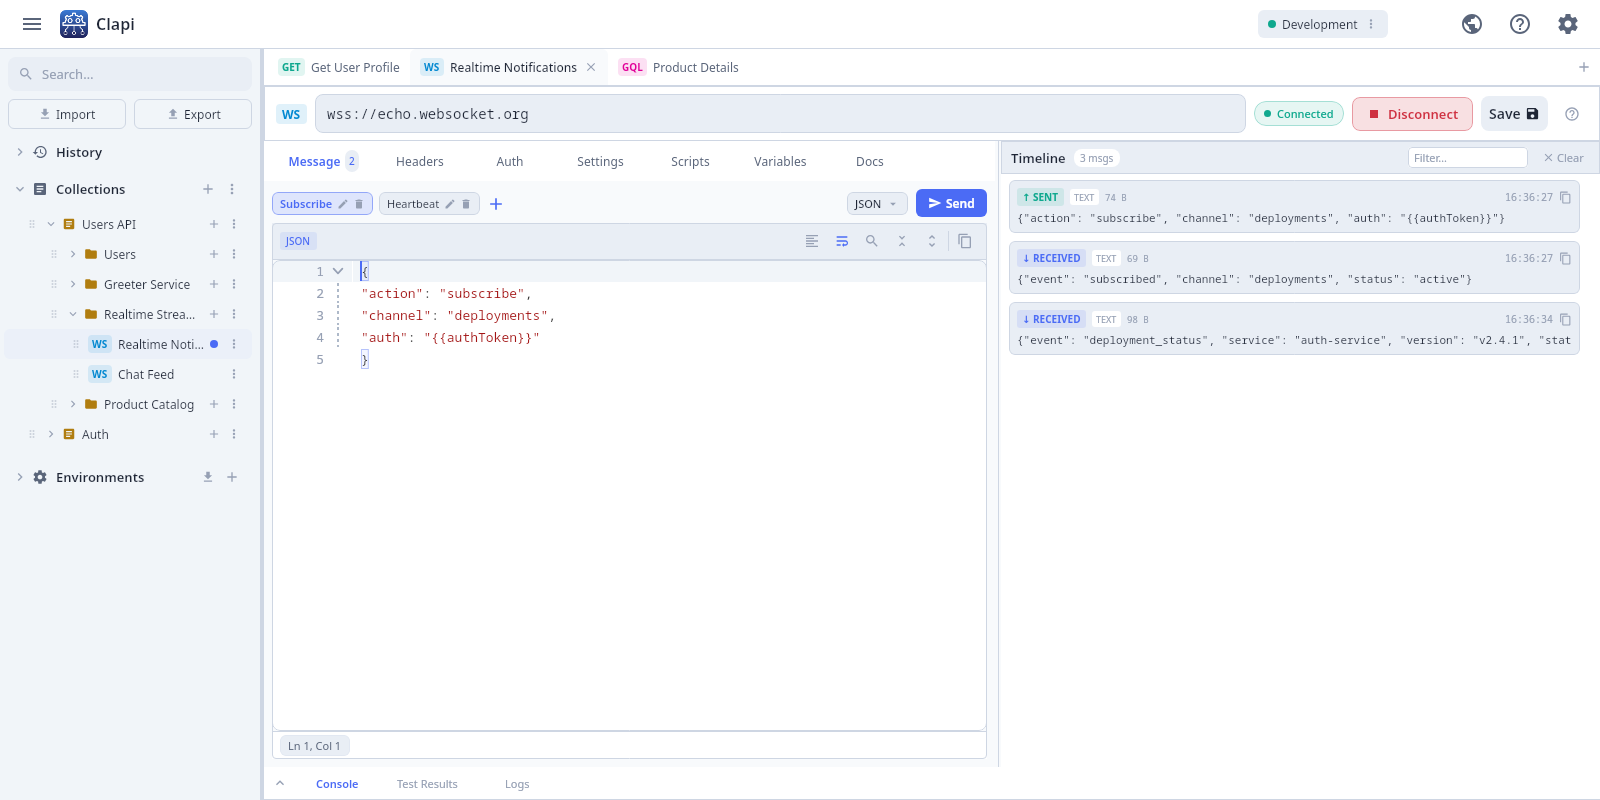 Clapi
Development
Search...
Import
Export
History
Collections
Users API
Users
Greeter Service
Realtime Strea...
WS Realtime Noti...
WS Chat Feed
Product Catalog
Auth
Environments
GET Get User Profile
WS Realtime Notifications
GQL Product Details
WS wss://echo.websocket.org
Connected
Disconnect
Save
Message 2
Headers
Auth
Settings
Scripts
Variables
Docs
Subscribe
Heartbeat
JSON
Send
JSON
1 {
2 "action": "subscribe",
3 "channel": "deployments",
4 "auth": "{{authToken}}"
5 }
Ln 1, Col 1
Timeline 3 msgs
Filter...
Clear
↑ SENT TEXT 74 B 16:36:27
{"action": "subscribe", "channel": "deployments", "auth": "{{authToken}}"}
↓ RECEIVED TEXT 69 B 16:36:27
{"event": "subscribed", "channel": "deployments", "status": "active"}
↓ RECEIVED TEXT 98 B 16:36:34
{"event": "deployment_status", "service": "auth-service", "version": "v2.4.1", "stat
Console
Test Results
Logs